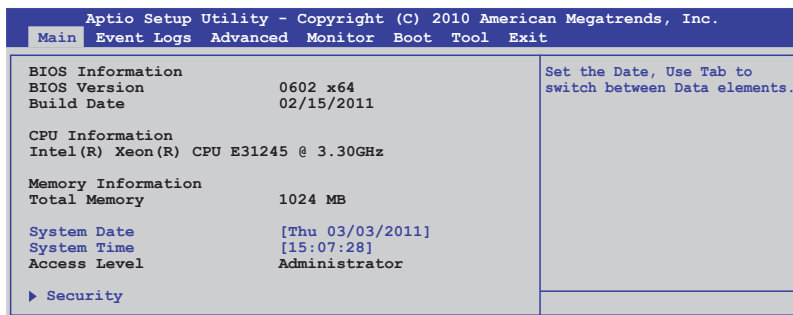 Aptio Setup Utility - Copyright (C) 2010 American Megatrends, Inc.
Main Event Logs Advanced Monitor Boot Tool Exit
BIOS Information
BIOS Version 0602 x64
Build Date 02/15/2011
CPU Information
Intel(R) Xeon(R) CPU E31245 @ 3.30GHz
Memory Information
Total Memory 1024 MB
System Date [Thu 03/03/2011]
System Time [15:07:28]
Access Level Administrator
Security
Set the Date, Use Tab to
switch between Data elements.